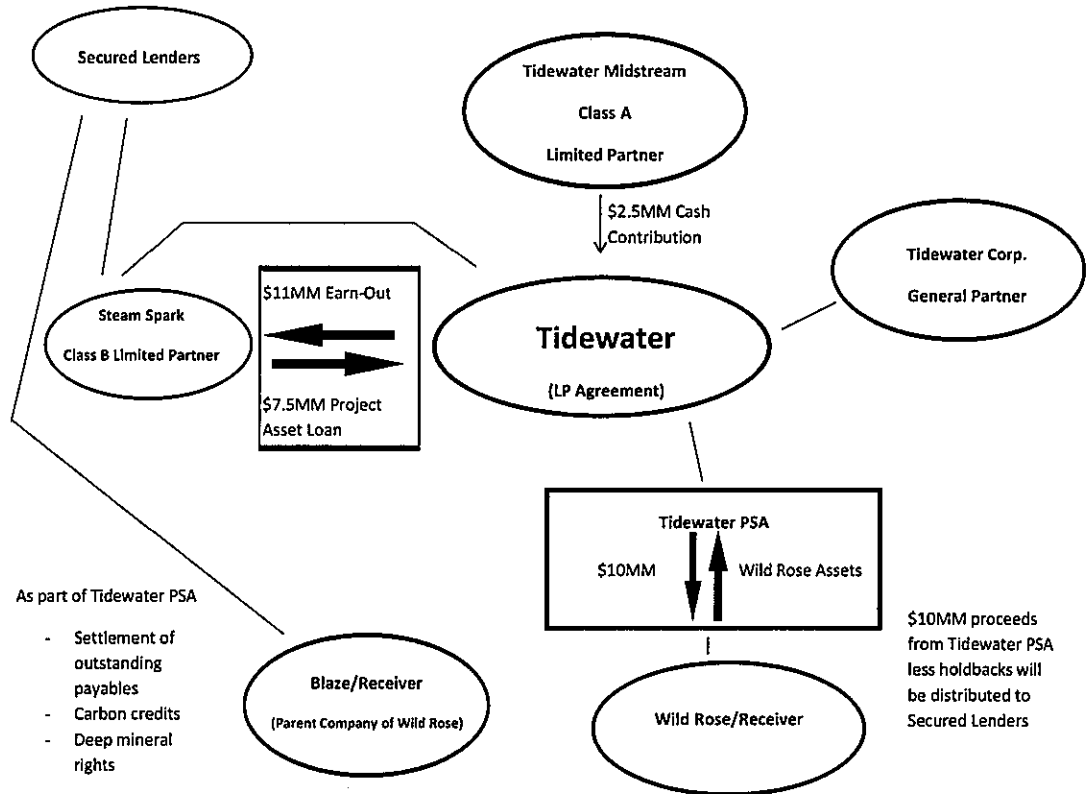 Secured Lenders
Tidewater Midstream
Class A
Limited Partner
$2.5MM Cash
Contribution
Tidewater Corp.
General Partner
$11MM Earn-Out
Steam Spark
Class B Limited Partner
$7.5MM Project
Asset Loan
Tidewater
(LP Agreement)
Tidewater PSA
$10MM
Wild Rose Assets
As part of Tidewater PSA
- Settlement of
outstanding
payables
- Carbon credits
- Deep mineral
rights
Blaze/Receiver
(Parent Company of Wild Rose)
Wild Rose/Receiver
$10MM proceeds
from Tidewater PSA
less holdbacks will
be distributed to
Secured Lenders